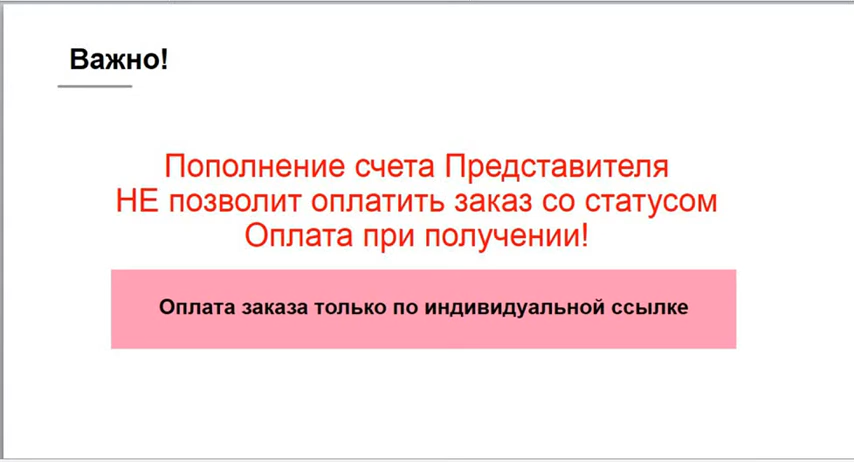 Важно!
Пополнение счета Представителя
НЕ позволит оплатить заказ со статусом
Оплата при получении!
Оплата заказа только по индивидуальной ссылке